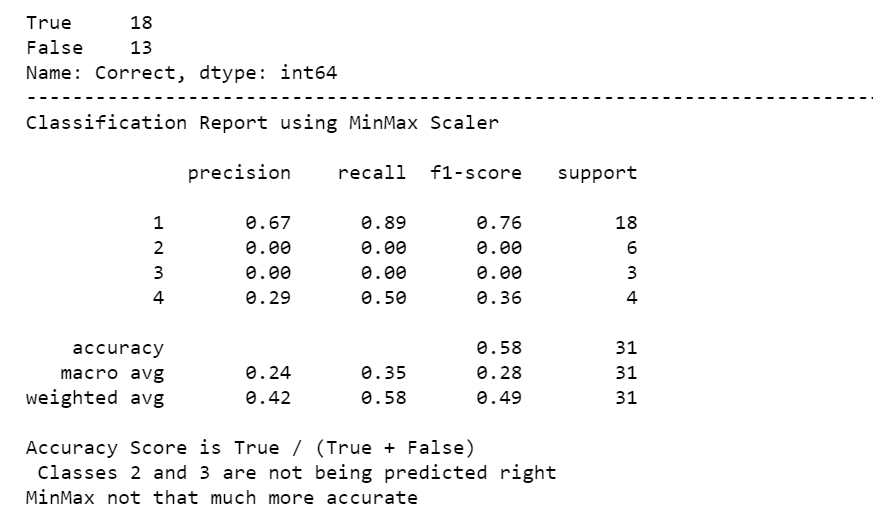 True     18
False    13
Name: Correct, dtype: int64
--------------------------------------------------------------------------
Classification Report using MinMax Scaler
              precision    recall  f1-score   support
           1       0.67      0.89      0.76        18
           2       0.00      0.00      0.00         6
           3       0.00      0.00      0.00         3
           4       0.29      0.50      0.36         4
    accuracy                           0.58        31
   macro avg       0.24      0.35      0.28        31
weighted avg       0.42      0.58      0.49        31
Accuracy Score is True / (True + False)
 Classes 2 and 3 are not being predicted right
MinMax not that much more accurate